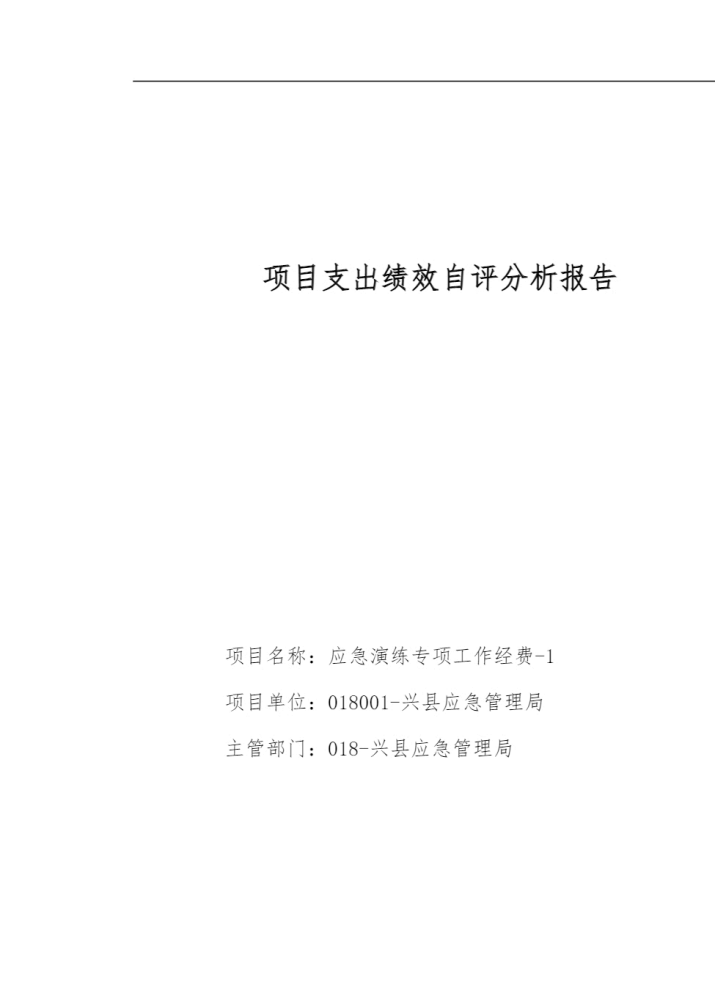 项目支出绩效自评分析报告
项目名称：应急演练专项工作经费-1
项目单位：018001-兴县应急管理局
主管部门：018-兴县应急管理局